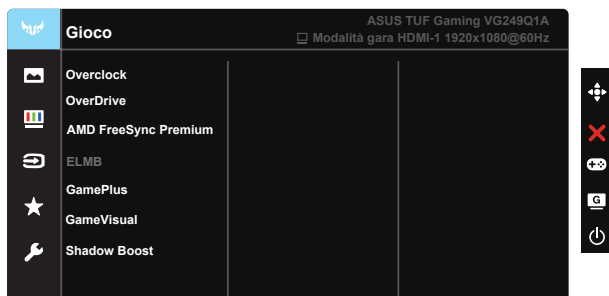 Gioco
ASUS TUF Gaming VG249Q1A
Modalità gara HDMI-1 1920x1080@60Hz
Overclock
OverDrive
AMD FreeSync Premium
ELMB
GamePlus
GameVisual
Shadow Boost
G